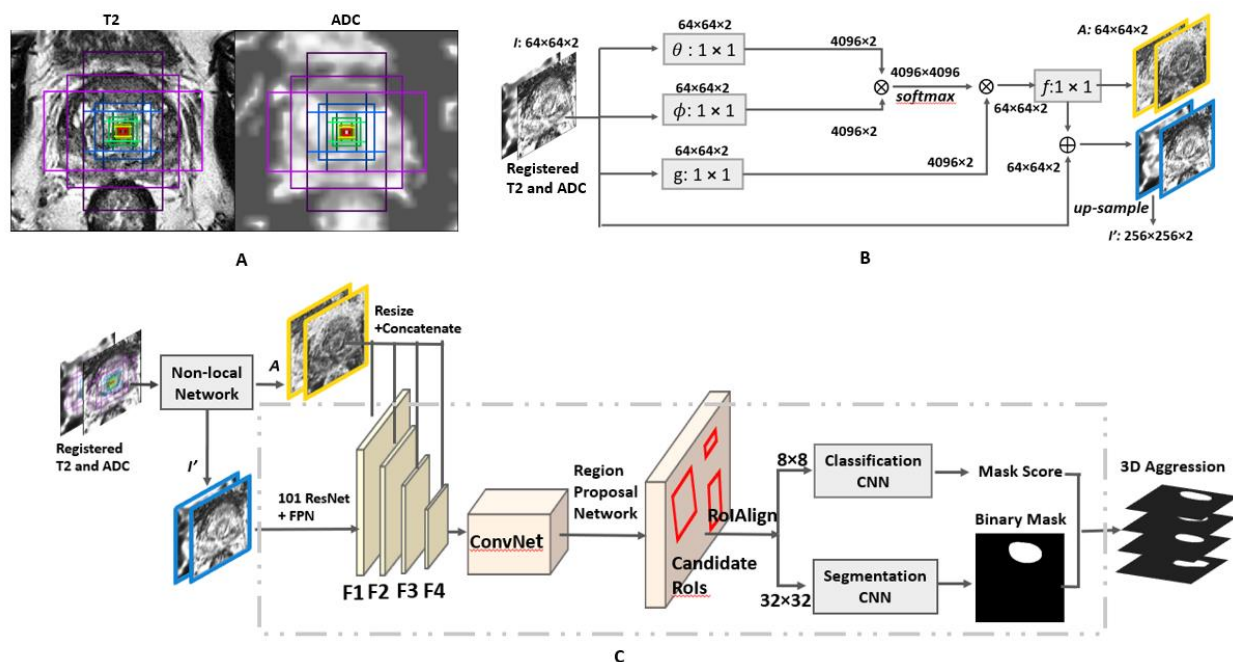 T2
ADC
A
I: 64×64×2
Registered
T2 and ADC
64×64×2
θ : 1 × 1
64×64×2
ϕ: 1 × 1
64×64×2
g: 1 × 1
4096×2
4096×2
4096×2
4096×4096
softmax
64×64×2
f:1 × 1
64×64×2
A: 64×64×2
up-sample
I’: 256×256×2
B
Registered
T2 and ADC
Non-local
Network
A
I’
Resize
+Concatenate
101 ResNet
+ FPN
F1
F2
F3
F4
ConvNet
Region
Proposal
Network
RoIAlign
Candidate
RoIs
8×8
32×32
Classification
CNN
Segmentation
CNN
Mask Score
Binary Mask
3D Aggression
C